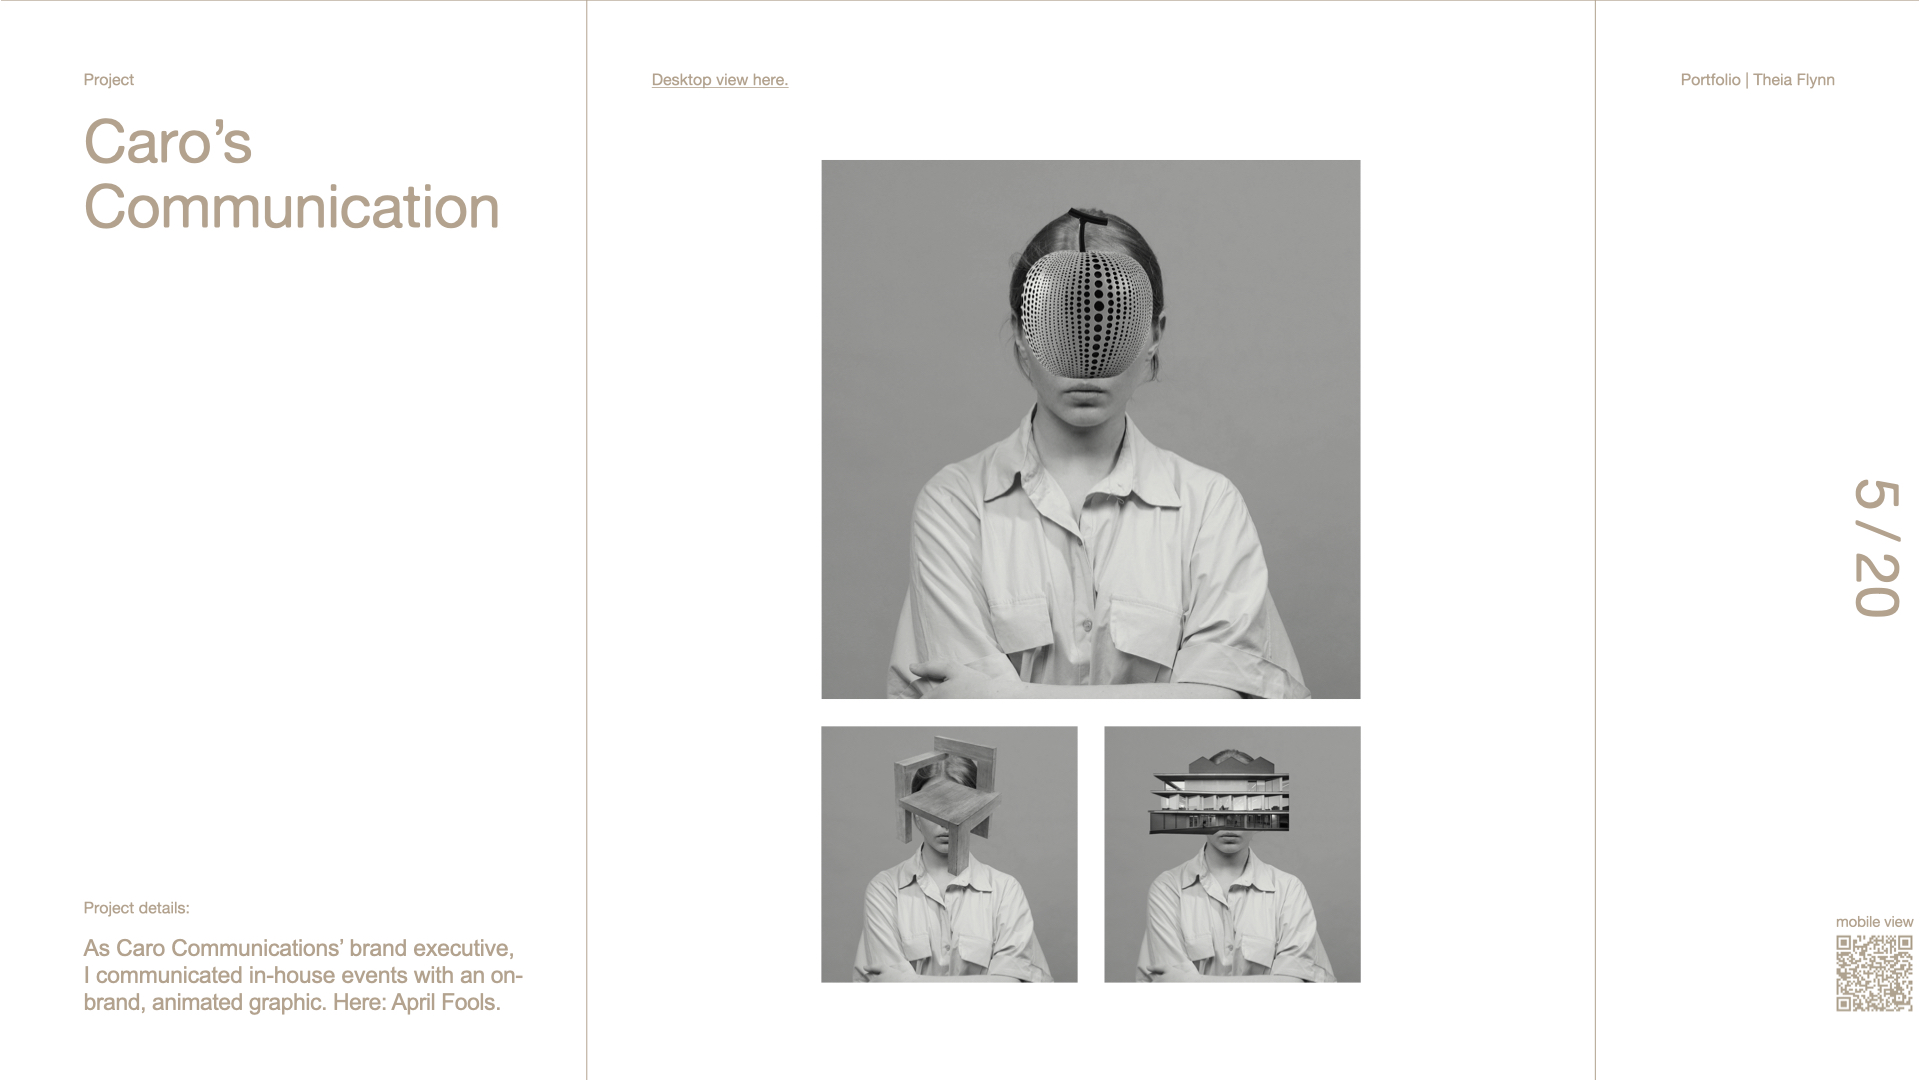 Project
Caro’s
Communication
Desktop view here.
Portfolio | Theia Flynn
5 / 20
Project details:
As Caro Communications’ brand executive,
I communicated in-house events with an on-
brand, animated graphic. Here: April Fools.
mobile view